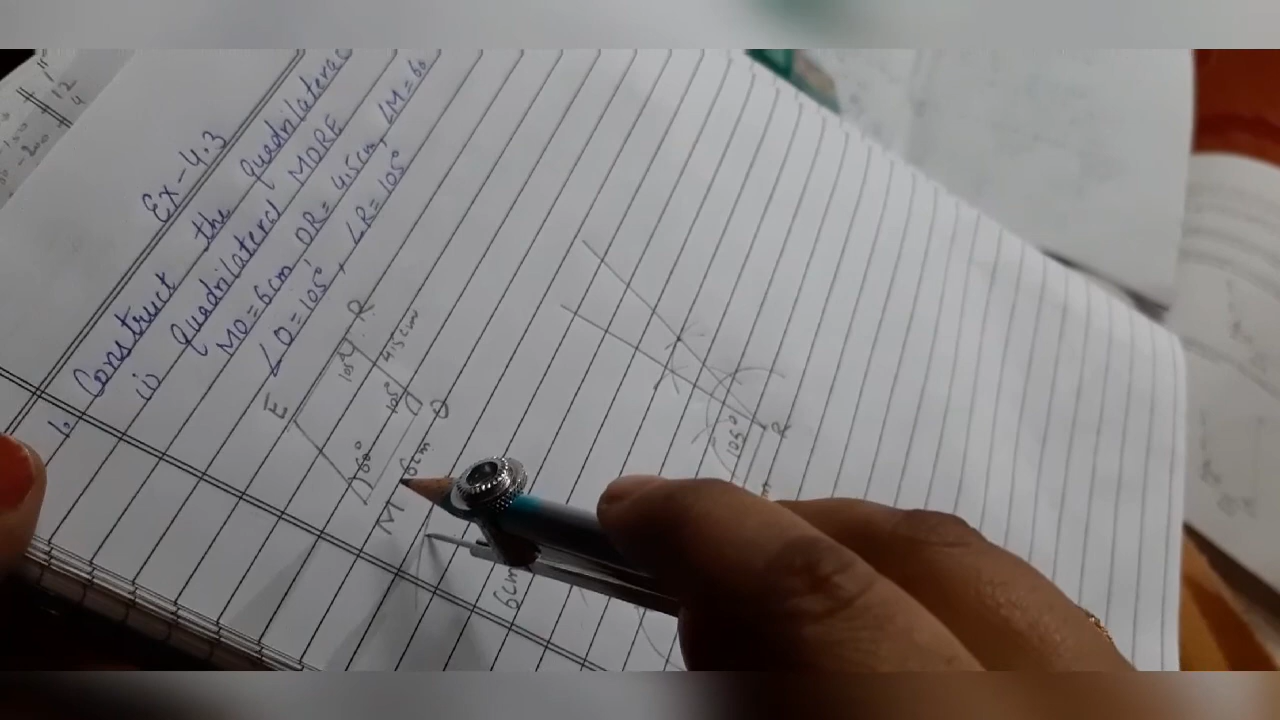 Ex-4.3
1. Construct the quadrilateral
(i) quadrilateral MORE
MO=6cm, OR=4.5cm, ∠M=60
∠O=105°, ∠R=105°
E
R
105°
4.5cm
105°
60°
O
M
6cm
105°
R
6cm